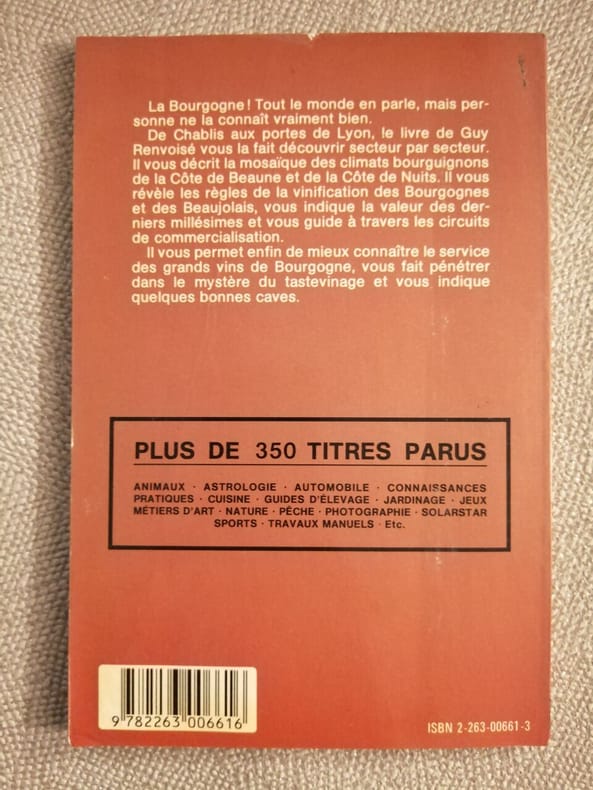 La Bourgogne! Tout le monde en parle, mais per-
sonne ne la connaît vraiment bien.
De Chablis aux portes de Lyon, le livre de Guy
Renvoisé vous la fait découvrir secteur par secteur.
Il vous décrit la mosaïque des climats bourguignons
de la Côte de Beaune et de la Côte de Nuits. Il vous
révèle les règles de la vinification des Bourgognes
et des Beaujolais, vous indique la valeur des der-
niers millésimes et vous guide à travers les circuits
de commercialisation.
Il vous permet enfin de mieux connaître le service
des grands vins de Bourgogne, vous fait pénétrer
dans le mystère du tastevinage et vous indique
quelques bonnes caves.
PLUS DE 350 TITRES PARUS
ANIMAUX · ASTROLOGIE · AUTOMOBILE · CONNAISSANCES
PRATIQUES · CUISINE · GUIDES D'ÉLEVAGE · JARDINAGE · JEUX
MÉTIERS D'ART · NATURE · PÊCHE · PHOTOGRAPHIE · SOLARSTAR
SPORTS · TRAVAUX MANUELS · Etc.
9 782263 006616
ISBN 2-263-00661-3